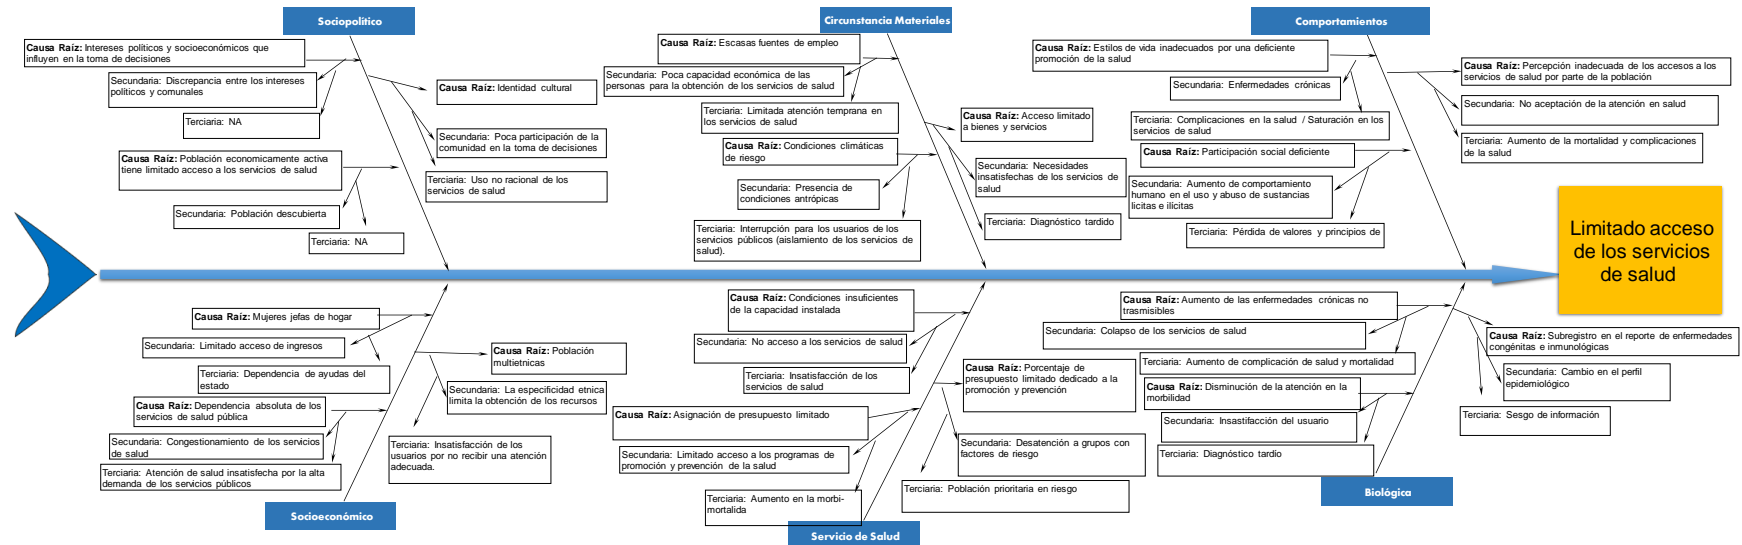 Sociopolítico
Causa Raíz: Intereses políticos y socioeconómicos que
influyen en la toma de decisiones
Secundaria: Discrepancia entre los intereses
políticos y comunales
Terciaria: NA
Causa Raíz: Identidad cultural
Secundaria: Poca participación de la
comunidad en la toma de decisiones
Terciaria: Uso no racional de los
servicios de salud
Causa Raíz: Población economicamente activa
tiene limitado acceso a los servicios de salud
Secundaria: Población descubierta
Terciaria: NA
Circunstancia Materiales
Causa Raíz: Escasas fuentes de empleo
Secundaria: Poca capacidad económica de las
personas para la obtención de los servicios de salud
Terciaria: Limitada atención temprana en
los servicios de salud
Causa Raíz: Acceso limitado
a bienes y servicios
Secundaria: Necesidades
insatisfechas de los servicios de
salud
Terciaria: Diagnóstico tardido
Causa Raíz: Condiciones climáticas
de riesgo
Secundaria: Presencia de
condiciones antrópicas
Terciaria: Interrupción para los usuarios de los
servicios públicos (aislamiento de los servicios de
salud).
Comportamientos
Causa Raíz: Estilos de vida inadecuados por una deficiente
promoción de la salud
Secundaria: Enfermedades crónicas
Terciaria: Complicaciones en la salud / Saturación en los
servicios de salud
Causa Raíz: Percepción inadecuada de los accesos a los
servicios de salud por parte de la población
Secundaria: No aceptación de la atención en salud
Terciaria: Aumento de la mortalidad y complicaciones
de la salud
Causa Raíz: Participación social deficiente
Secundaria: Aumento de comportamiento
humano en el uso y abuso de sustancias
licitas e ilícitas
Terciaria: Pérdida de valores y principios de
Limitado acceso
de los servicios
de salud
Causa Raíz: Mujeres jefas de hogar
Secundaria: Limitado acceso de ingresos
Terciaria: Dependencia de ayudas del
estado
Causa Raíz: Población
multietnicas
Secundaria: La especificidad etnica
limita la obtención de los recursos
Terciaria: Insatisfacción de los
usuarios por no recibir una atención
adecuada.
Causa Raíz: Dependencia absoluta de los
servicios de salud pública
Secundaria: Congestionamiento de los servicios
de salud
Terciaria: Atención de salud insatisfecha por la alta
demanda de los servicios públicos
Socioeconómico
Causa Raíz: Condiciones insuficientes
de la capacidad instalada
Secundaria: No acceso a los servicios de salud
Terciaria: Insatisfacción de los
servicios de salud
Causa Raíz: Porcentaje de
presupuesto limitado dedicado a la
promoción y prevención
Secundaria: Desatención a grupos con
factores de riesgo
Terciaria: Población prioritaria en riesgo
Causa Raíz: Asignación de presupuesto limitado
Secundaria: Limitado acceso a los programas de
promoción y prevención de la salud
Terciaria: Aumento en la morbi-
mortalida
Servicio de Salud
Causa Raíz: Aumento de las enfermedades crónicas no
trasmisibles
Secundaria: Colapso de los servicios de salud
Terciaria: Aumento de complicación de salud y mortalidad
Causa Raíz: Subregistro en el reporte de enfermedades
congénitas e inmunológicas
Secundaria: Cambio en el perfil
epidemiológico
Terciaria: Sesgo de información
Causa Raíz: Disminución de la atención en la
morbilidad
Secundaria: Insastifacción del usuario
Terciaria: Diagnóstico tardío
Biológica